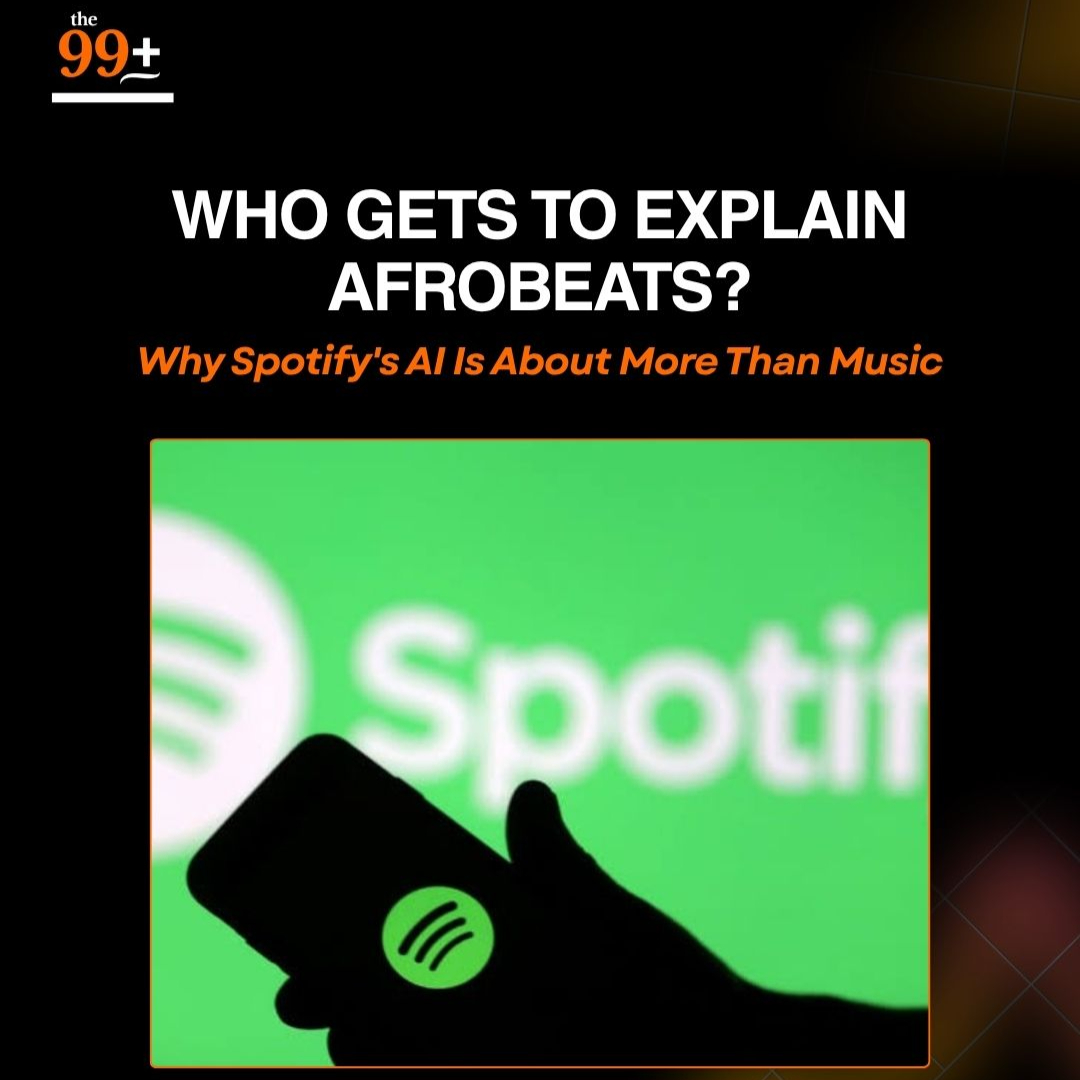 the
99+
WHO GETS TO EXPLAIN
AFROBEATS?
Why Spotify's AI Is About More Than Music
Spotif